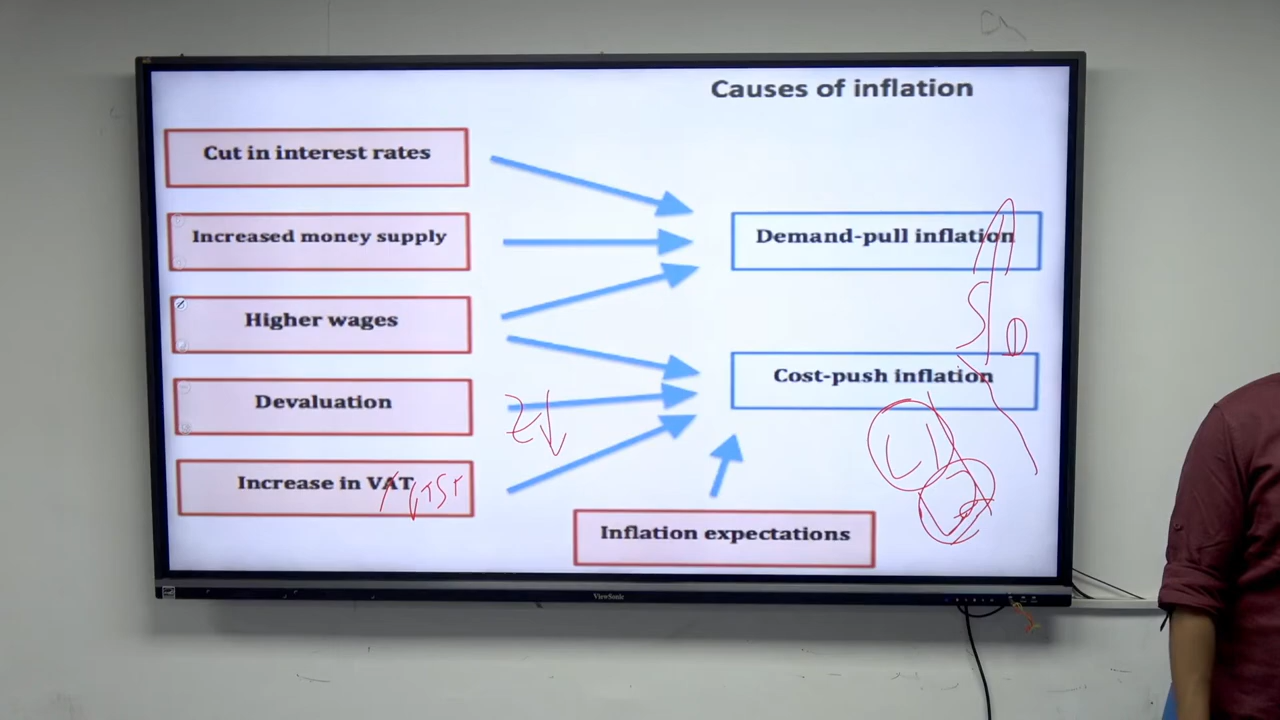 Causes of inflation
Cut in interest rates
Increased money supply
Higher wages
Devaluation
Increase in VAT
GST
Demand-pull inflation
Cost-push inflation
Inflation expectations
ViewSonic